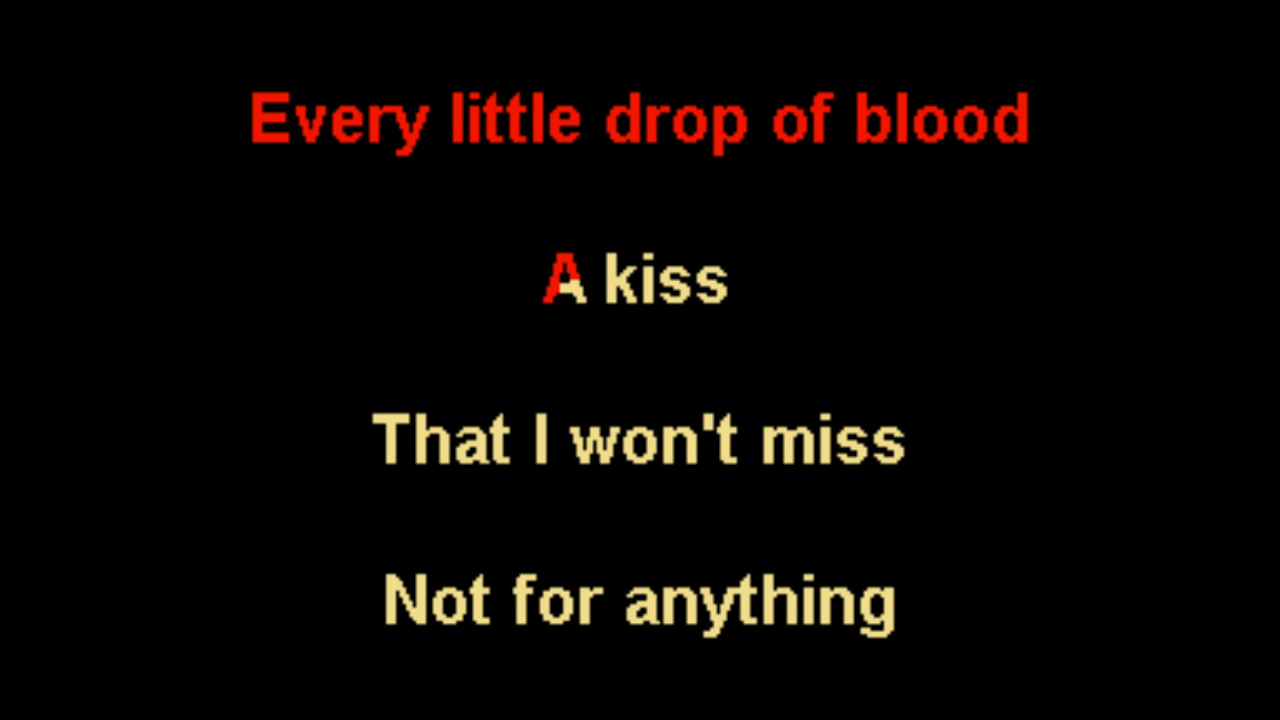 Every little drop of blood
A kiss
That I won't miss
Not for anything